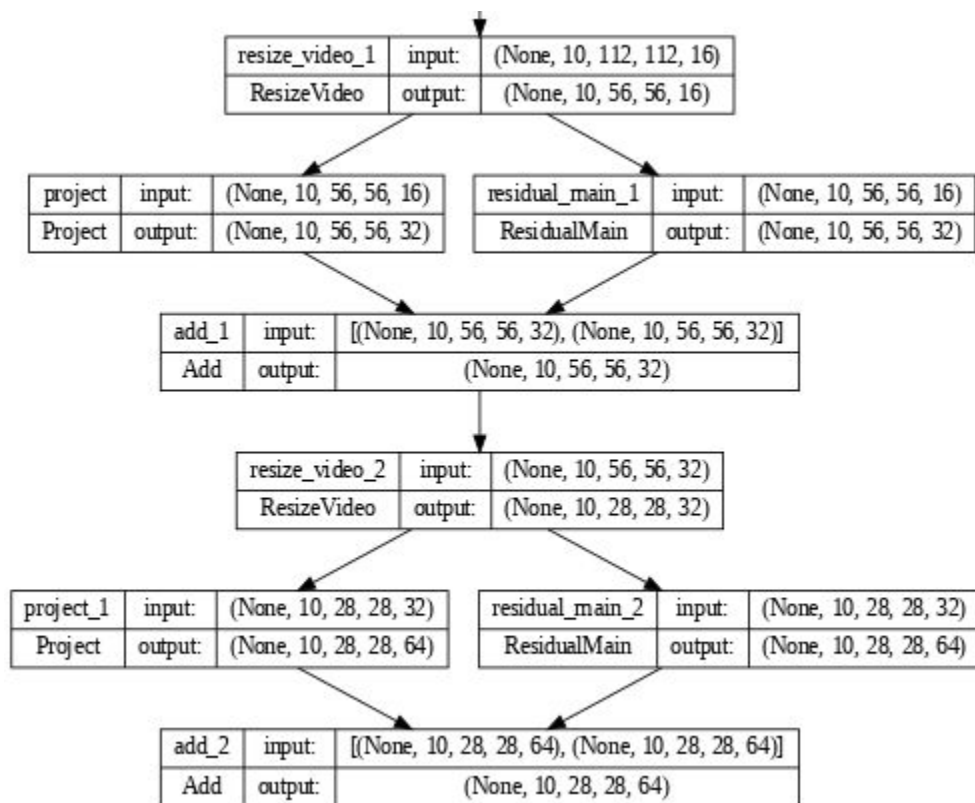 resize_video_1 input: (None, 10, 112, 112, 16)
ResizeVideo output: (None, 10, 56, 56, 16)
project input: (None, 10, 56, 56, 16) residual_main_1 input: (None, 10, 56, 56, 16)
Project output: (None, 10, 56, 56, 32) ResidualMain output: (None, 10, 56, 56, 32)
add_1 input: [(None, 10, 56, 56, 32), (None, 10, 56, 56, 32)]
Add output: (None, 10, 56, 56, 32)
resize_video_2 input: (None, 10, 56, 56, 32)
ResizeVideo output: (None, 10, 28, 28, 32)
project_1 input: (None, 10, 28, 28, 32) residual_main_2 input: (None, 10, 28, 28, 32)
Project output: (None, 10, 28, 28, 64) ResidualMain output: (None, 10, 28, 28, 64)
add_2 input: [(None, 10, 28, 28, 64), (None, 10, 28, 28, 64)]
Add output: (None, 10, 28, 28, 64)